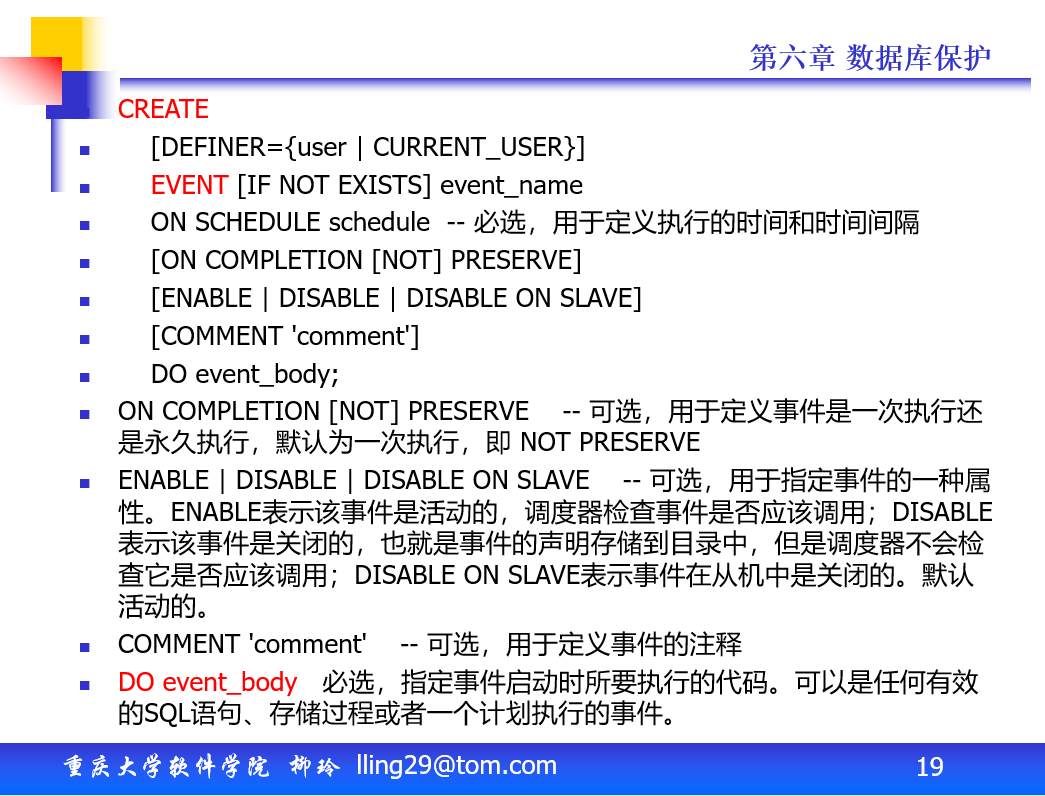 第六章 数据库保护
CREATE
[DEFINER={user | CURRENT_USER}]
EVENT [IF NOT EXISTS] event_name
ON SCHEDULE schedule -- 必选，用于定义执行的时间和时间间隔
[ON COMPLETION [NOT] PRESERVE]
[ENABLE | DISABLE | DISABLE ON SLAVE]
[COMMENT 'comment']
DO event_body;
ON COMPLETION [NOT] PRESERVE -- 可选，用于定义事件是一次执行还
是永久执行，默认为一次执行，即 NOT PRESERVE
ENABLE | DISABLE | DISABLE ON SLAVE -- 可选，用于指定事件的一种属
性。ENABLE表示该事件是活动的，调度器检查事件是否应该调用；DISABLE
表示该事件是关闭的，也就是事件的声明存储到目录中，但是调度器不会检
查它是否应该调用；DISABLE ON SLAVE表示事件在从机中是关闭的。默认
活动的。
COMMENT 'comment' -- 可选，用于定义事件的注释
DO event_body 必选，指定事件启动时所要执行的代码。可以是任何有效
的SQL语句、存储过程或者一个计划执行的事件。
重庆大学软件学院 柳玲 lling29@tom.com
19